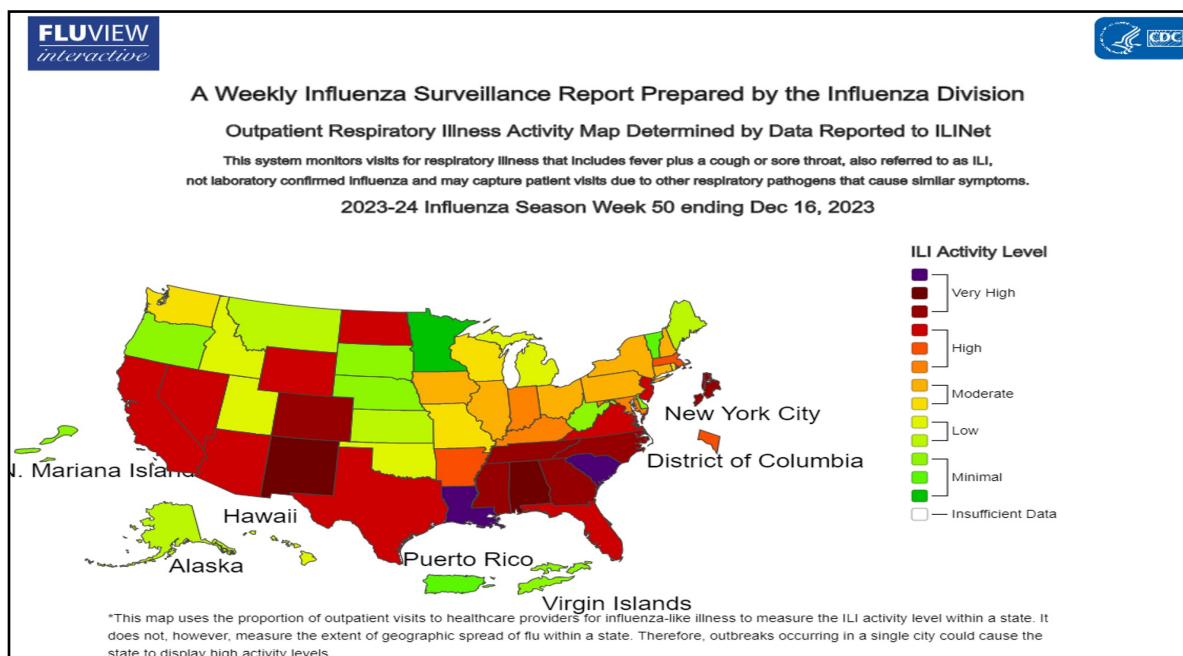 FLUVIEW
interactive
CDC
A Weekly Influenza Surveillance Report Prepared by the Influenza Division
Outpatient Respiratory Illness Activity Map Determined by Data Reported to ILINet
This system monitors visits for respiratory illness that includes fever plus a cough or sore throat, also referred to as ILI,
not laboratory confirmed influenza and may capture patient visits due to other respiratory pathogens that cause similar symptoms.
2023-24 Influenza Season Week 50 ending Dec 16, 2023
ILI Activity Level
Very High
High
Moderate
Low
Minimal
Insufficient Data
New York City
District of Columbia
N. Mariana Island
Hawaii
Alaska
Puerto Rico
Virgin Islands
*This map uses the proportion of outpatient visits to healthcare providers for influenza-like illness to measure the ILI activity level within a state. It
does not, however, measure the extent of geographic spread of flu within a state. Therefore, outbreaks occurring in a single city could cause the
state to display high activity levels.